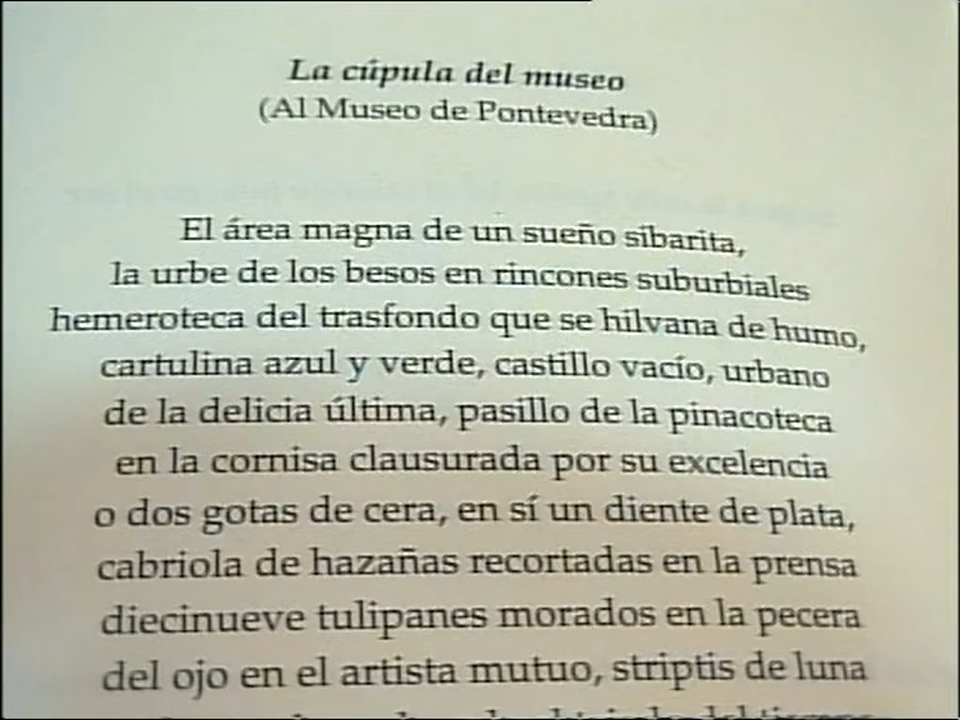 La cúpula del museo
(Al Museo de Pontevedra)
El área magna de un sueño sibarita,
la urbe de los besos en rincones suburbiales
hemeroteca del trasfondo que se hilvana de humo,
cartulina azul y verde, castillo vacío, urbano
de la delicia última, pasillo de la pinacoteca
en la cornisa clausurada por su excelencia
o dos gotas de cera, en sí un diente de plata,
cabriola de hazañas recortadas en la prensa
diecinueve tulipanes morados en la pecera
del ojo en el artista mutuo, striptis de luna